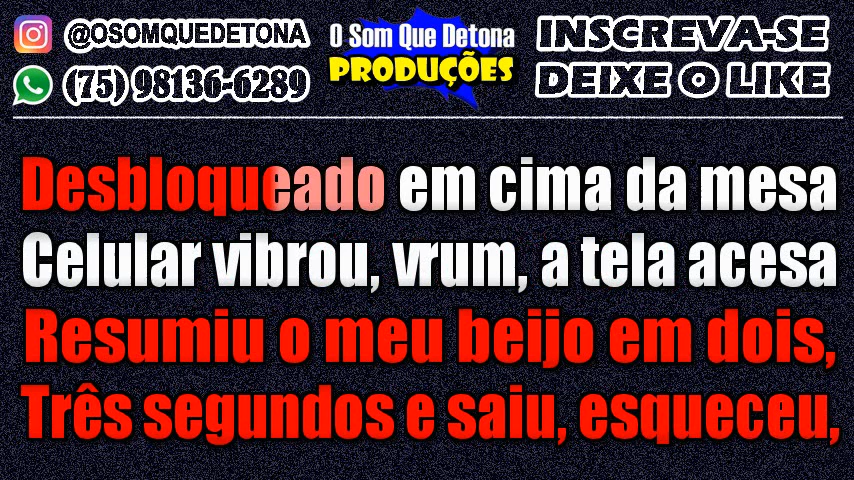 @OSOMQUEDETONA
(75) 98136-6289
O Som Que Detona
PRODUÇÕES
INSCREVA-SE
DEIXE O LIKE
Desbloqueado em cima da mesa
Celular vibrou, vrum, a tela acesa
Resumiu o meu beijo em dois,
Três segundos e saiu, esqueceu,